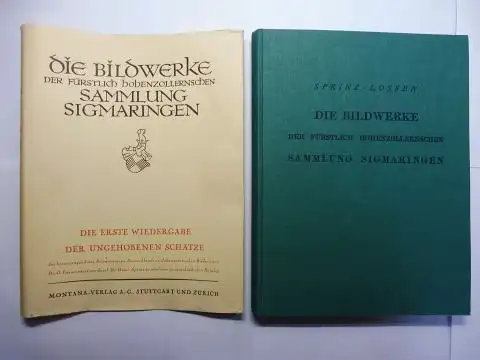 DIE BILDWERKE
DER FÜRSTLICH HOHENZOLLERNSCHEN
SAMMLUNG
SIGMARINGEN
DIE ERSTE WIEDERGABE
DER UNGEHOBENEN SCHÄTZE
MONTANA-VERLAG A.G. STUTTGART UND ZÜRICH
SPRINZ-LOSSEN
DIE BILDWERKE
DER FÜRSTLICH HOHENZOLLERNSCHEN
SAMMLUNG SIGMARINGEN